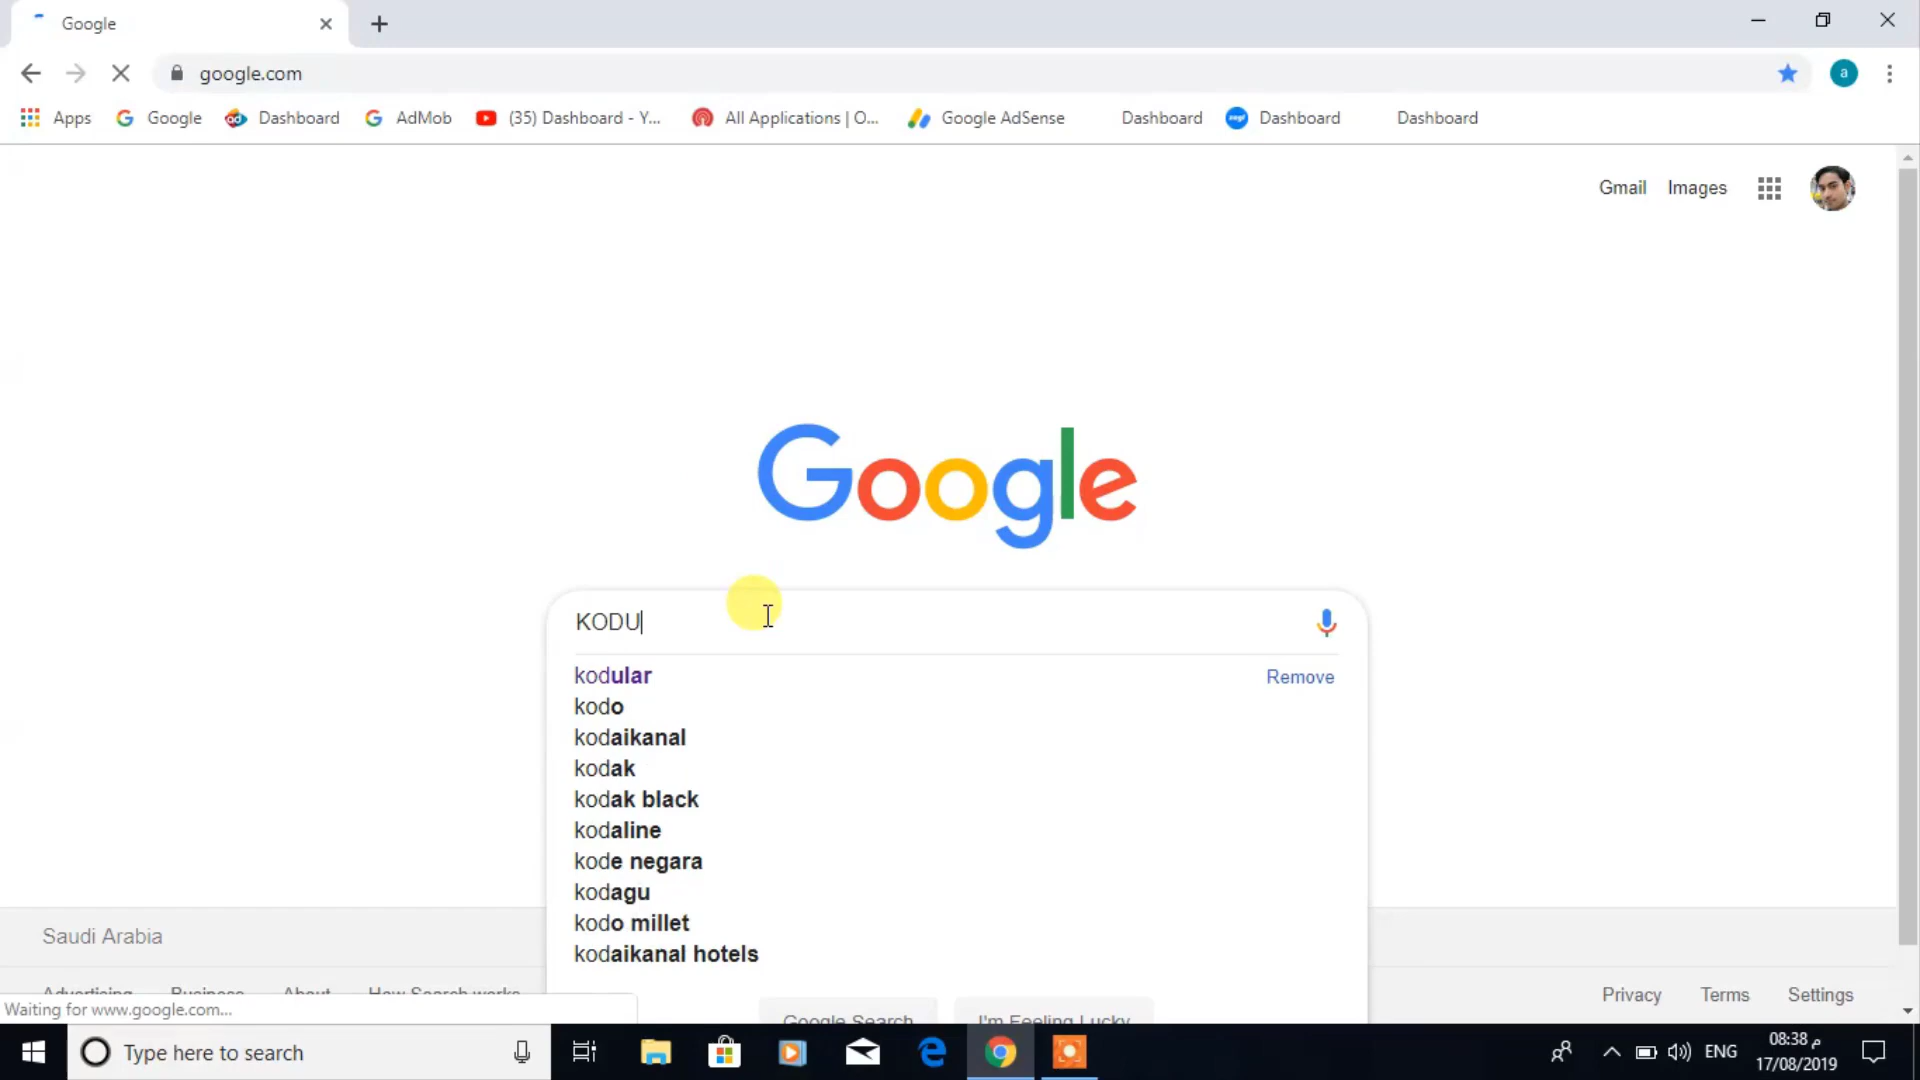 Google
google.com
a
Apps Google Dashboard AdMob (35) Dashboard - Y... All Applications | O... Google AdSense Dashboard Dashboard Dashboard
Gmail Images
Google
KODU
kodular Remove
kodo
kodaikanal
kodak
kodak black
kodaline
kode negara
kodagu
kodo millet
kodaikanal hotels
Saudi Arabia
Advertising Business About How Search works
Privacy Terms Settings
Waiting for www.google.com...
Google Search I'm Feeling Lucky
Type here to search
ENG
08:38 م
17/08/2019